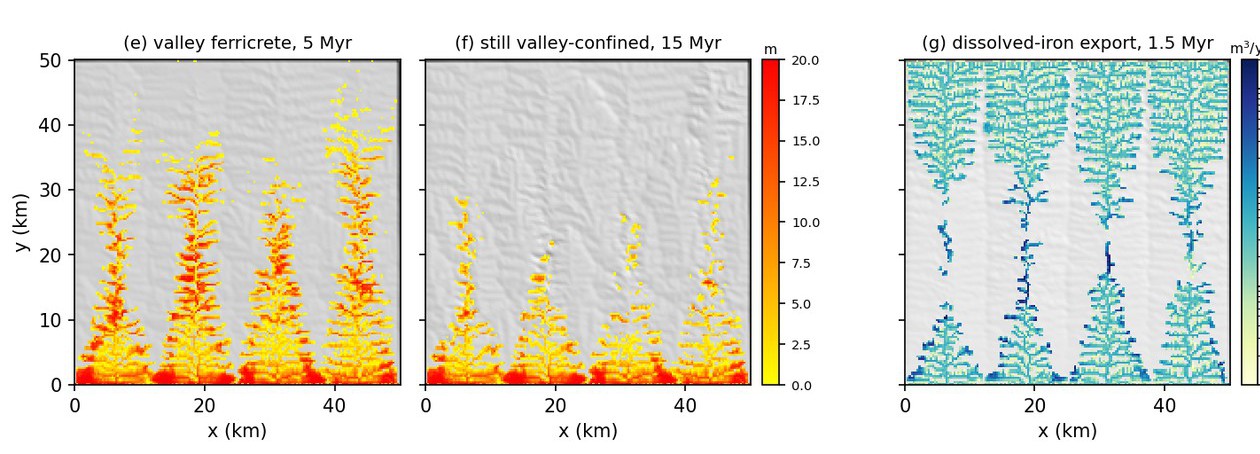 (e) valley ferricrete, 5 Myr
(f) still valley-confined, 15 Myr
m
(g) dissolved-iron export, 1.5 Myr
m³/y
50
40
30
20
10
0
y (km)
0
20
40
x (km)
0
20
40
x (km)
20.0
17.5
15.0
12.5
10.0
7.5
5.0
2.5
0.0
0
20
40
x (km)